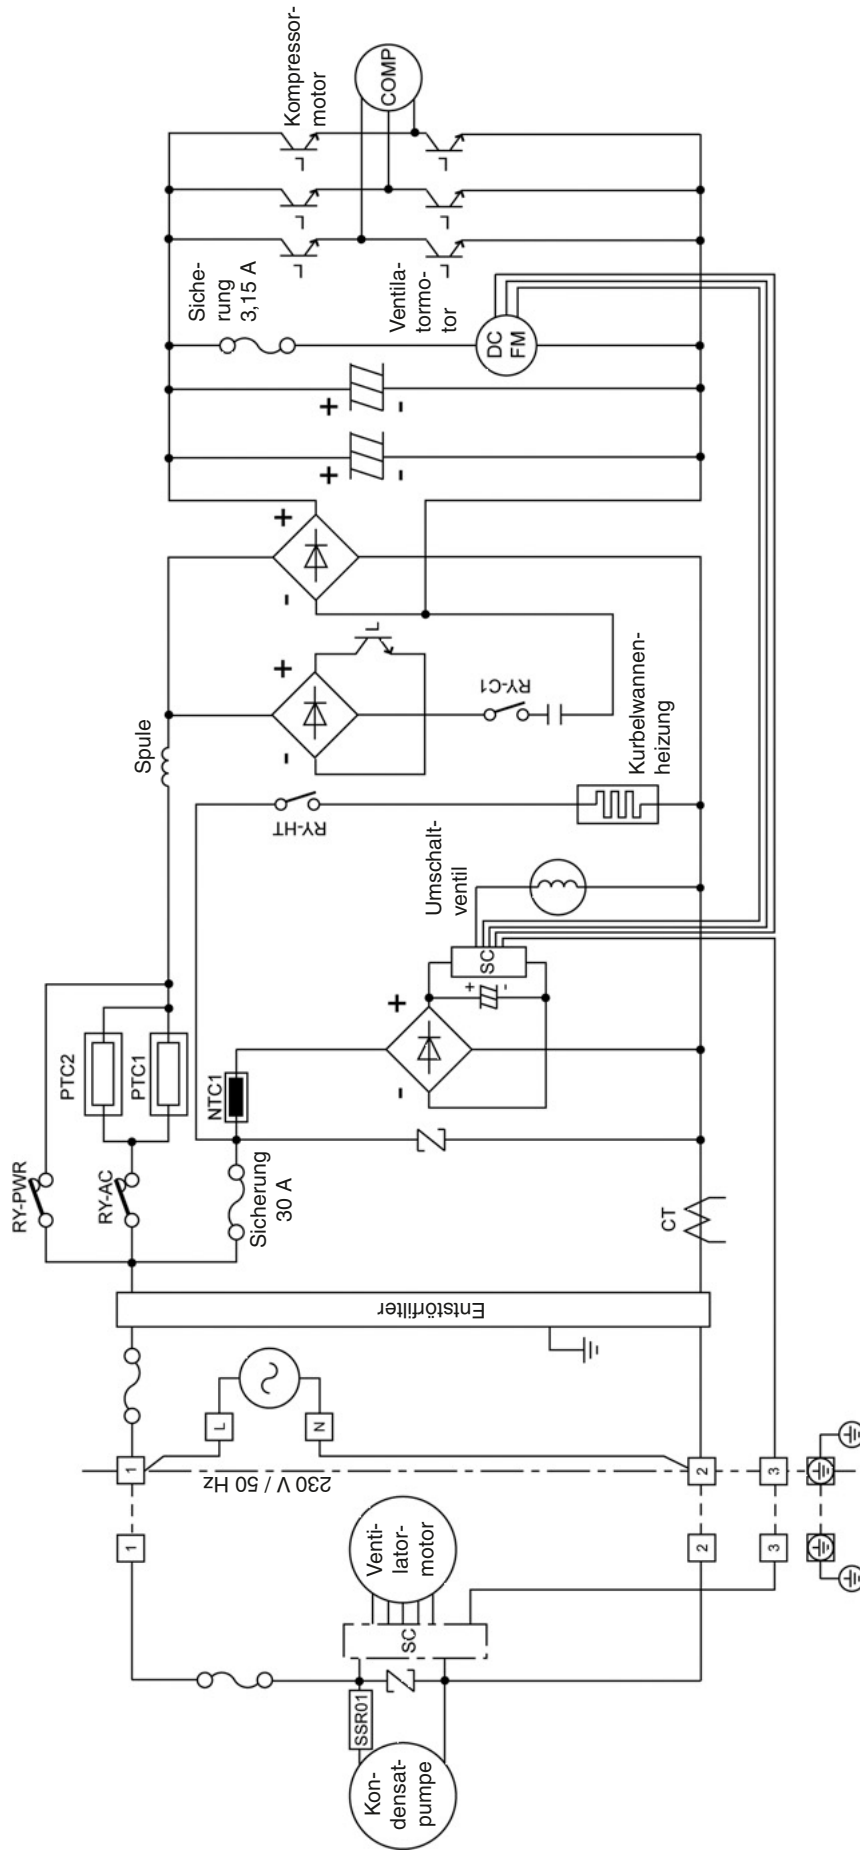 Kon-
densat-
pumpe
SSR01
SC
Venti-
lator-
motor
1
2
3
1
2
3
230 V / 50 Hz
L
N
Entstörfilter
RY-PWR
RY-AC
Sicherung
30 A
CT
PTC2
PTC1
NTC1
+
-
+
-
SC
Umschalt-
ventil
RY-HT
Kurbelwannen-
heizung
Spule
+
-
L
RY-C1
+
-
+
-
+
-
Siche-
rung
3,15 A
Ventila-
tormo-
tor
DC
FM
L
L
L
L
L
L
Kompressor-
motor
COMP